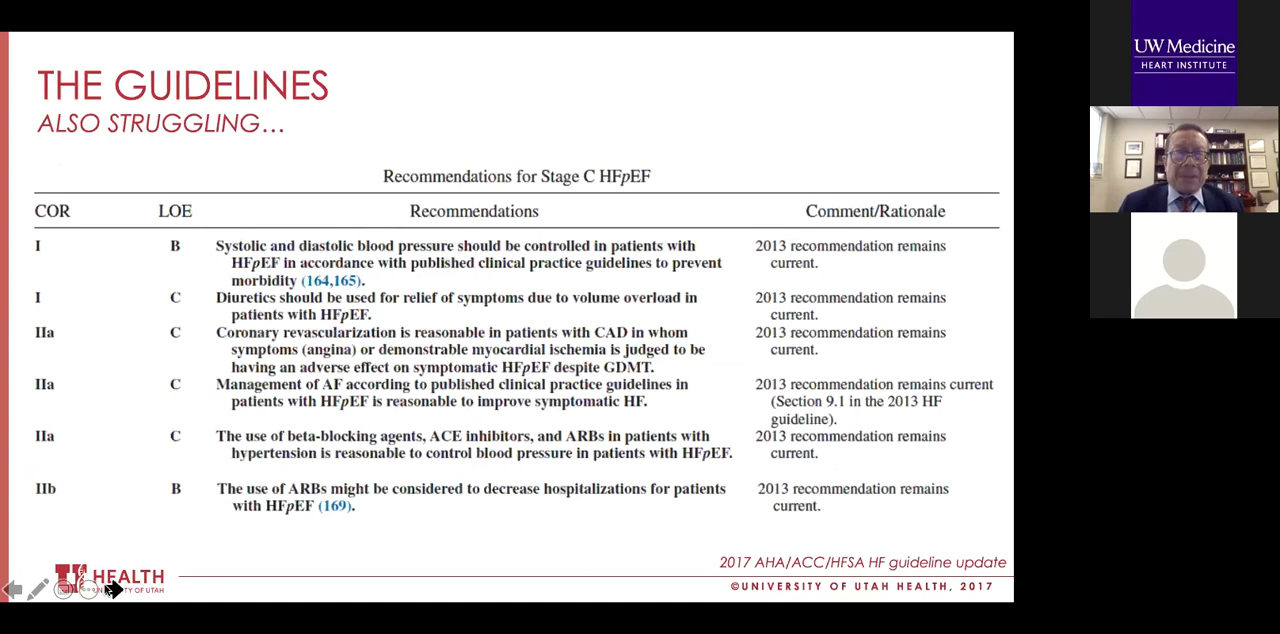 THE GUIDELINES
ALSO STRUGGLING…
Recommendations for Stage C HFpEF
COR LOE Recommendations Comment/Rationale
I B Systolic and diastolic blood pressure should be controlled in patients with 2013 recommendation remains
HFpEF in accordance with published clinical practice guidelines to prevent current.
morbidity (164,165).
I C Diuretics should be used for relief of symptoms due to volume overload in 2013 recommendation remains
patients with HFpEF. current.
IIa C Coronary revascularization is reasonable in patients with CAD in whom 2013 recommendation remains
symptoms (angina) or demonstrable myocardial ischemia is judged to be current.
having an adverse effect on symptomatic HFpEF despite GDMT.
IIa C Management of AF according to published clinical practice guidelines in 2013 recommendation remains current
patients with HFpEF is reasonable to improve symptomatic HF. (Section 9.1 in the 2013 HF
guideline).
IIa C The use of beta-blocking agents, ACE inhibitors, and ARBs in patients with 2013 recommendation remains
hypertension is reasonable to control blood pressure in patients with HFpEF. current.
IIb B The use of ARBs might be considered to decrease hospitalizations for patients 2013 recommendation remains
with HFpEF (169). current.
2017 AHA/ACC/HFSA HF guideline update
HEALTH
OF UTAH
©UNIVERSITY OF UTAH HEALTH, 2017
UW Medicine
HEART INSTITUTE